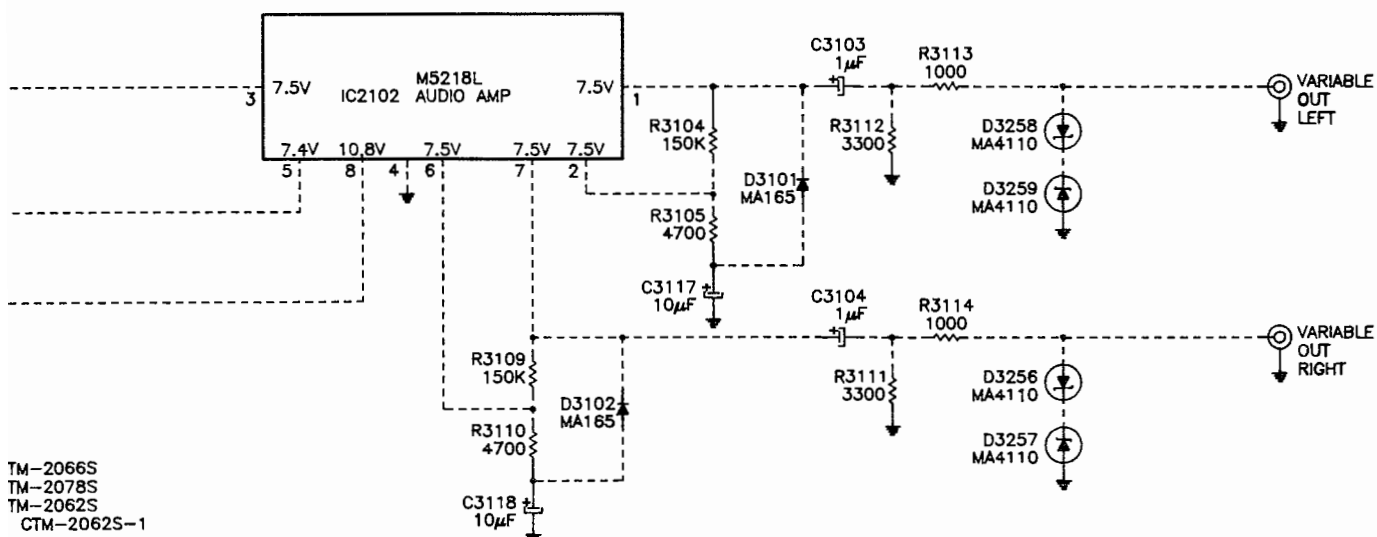 C3103
1µF
R3113
1000
M5218L
IC2102 AUDIO AMP
7.5V
7.5V
3
1
VARIABLE
OUT
LEFT
R3104
150K
R3112
3300
D3258
MA4110
7.4V 10.8V 7.5V 7.5V 7.5V
5 8 4 6 7 2
D3101
MA165
D3259
MA4110
R3105
4700
C3117
10µF
+
C3104
1µF
R3114
1000
VARIABLE
OUT
RIGHT
R3109
150K
D3102
MA165
R3111
3300
D3256
MA4110
R3110
4700
D3257
MA4110
C3118
10µF
+
TM-2066S
TM-2078S
TM-2062S
CTM-2062S-1